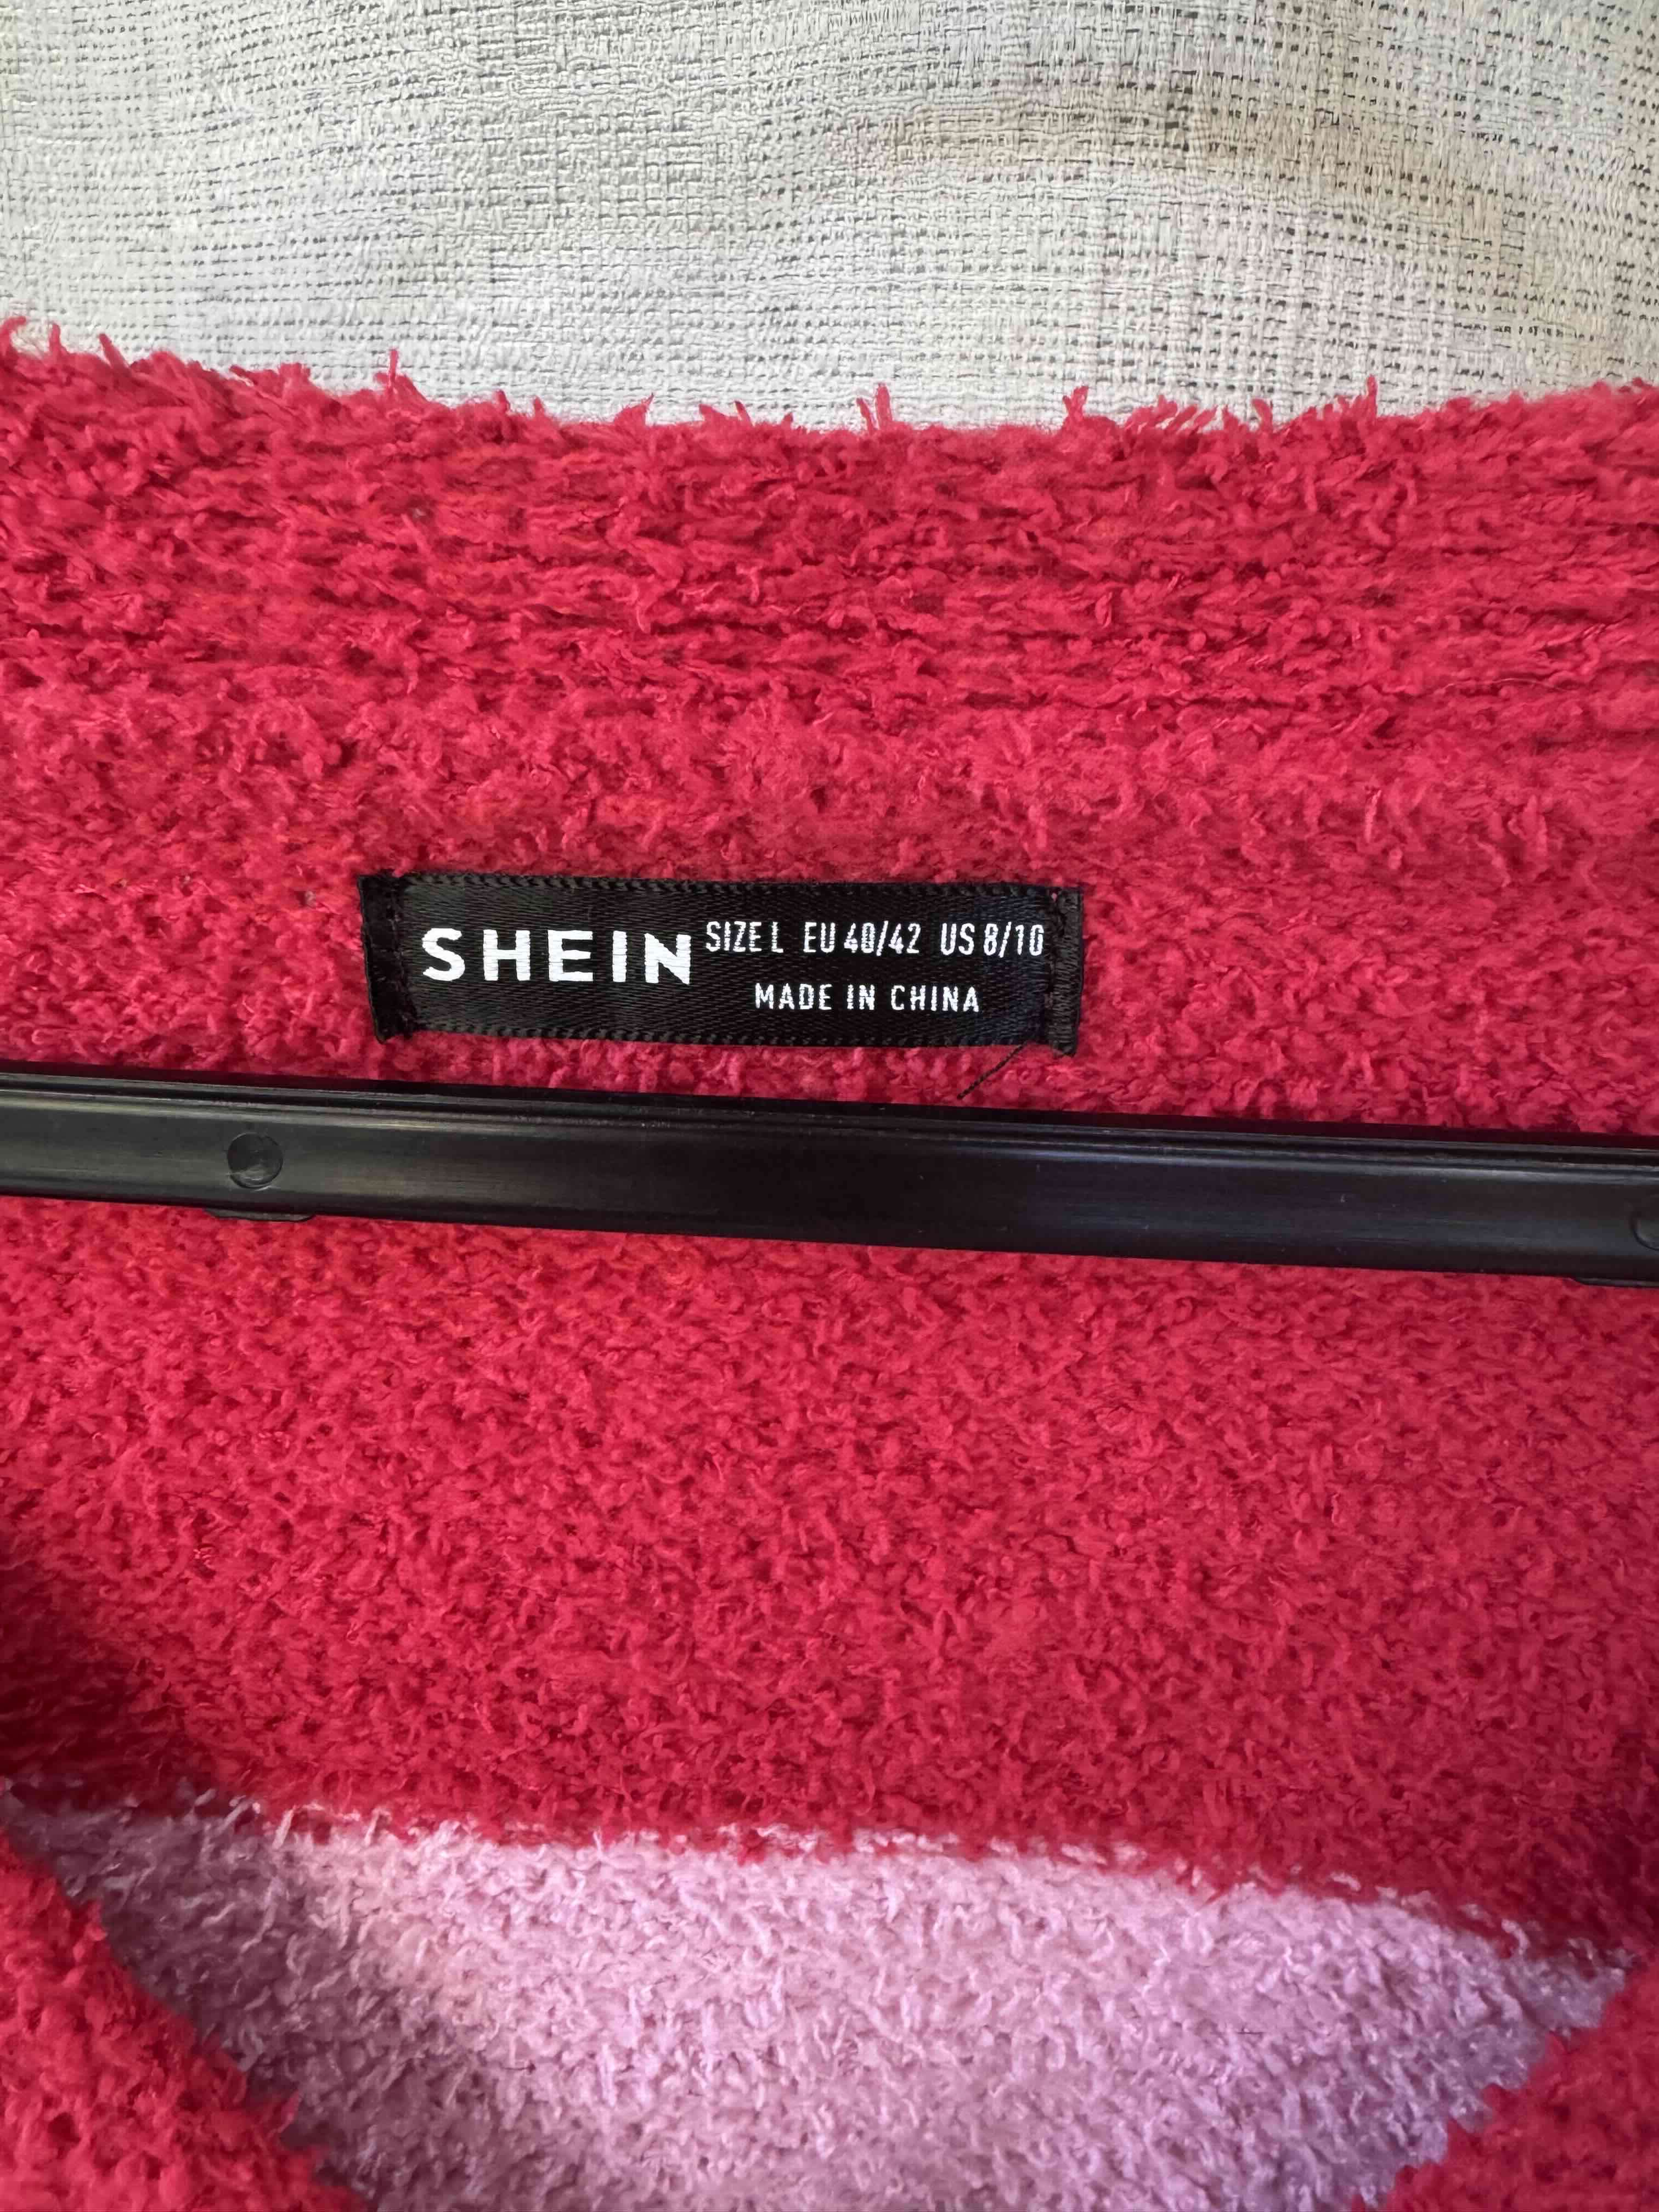 SHEIN SIZE L EU 40/42 US 8/10
MADE IN CHINA